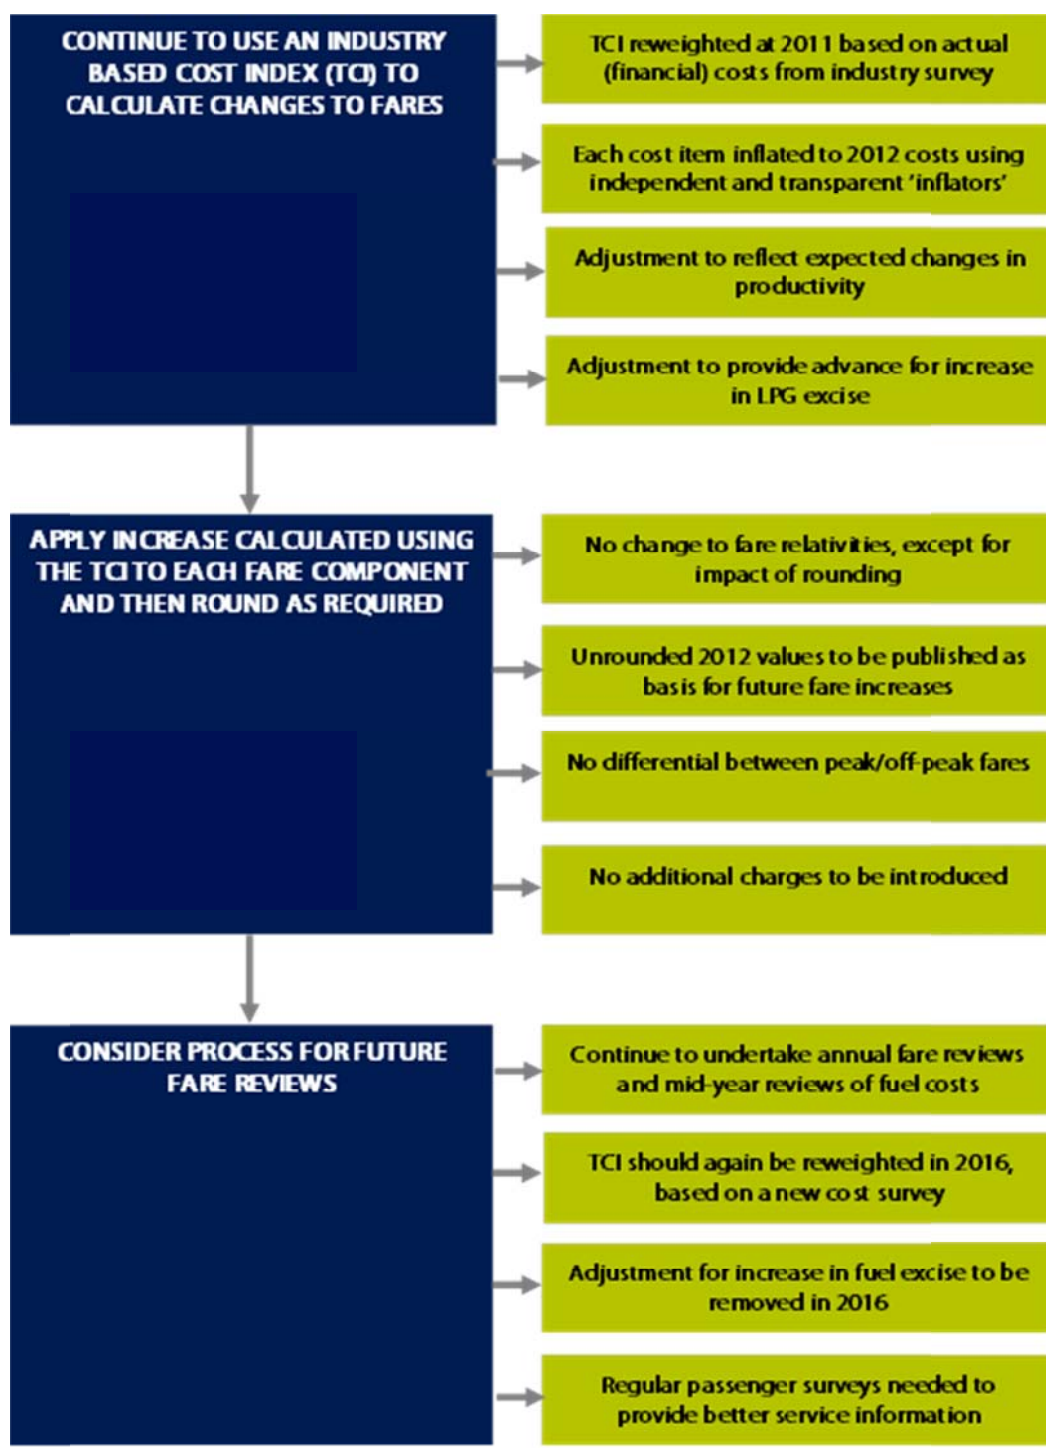 CONTINUE TO USE AN INDUSTRY
BASED COST INDEX (TCI) TO
CALCULATE CHANGES TO FARES
TCI reweighted at 2011 based on actual
(financial) costs from industry survey
Each cost item inflated to 2012 costs using
independent and transparent 'inflators'
Adjustment to reflect expected changes in
productivity
Adjustment to provide advance for increase
in LPG excise
APPLY INCREASE CALCULATED USING
THE TCI TO EACH FARE COMPONENT
AND THEN ROUND AS REQUIRED
No change to fare relativities, except for
impact of rounding
Unrounded 2012 values to be published as
basis for future fare increases
No differential between peak/off-peak fares
No additional charges to be introduced
CONSIDER PROCESS FOR FUTURE
FARE REVIEWS
Continue to undertake annual fare reviews
and mid-year reviews of fuel costs
TCI should again be reweighted in 2016,
based on a new cost survey
Adjustment for increase in fuel excise to be
removed in 2016
Regular passenger surveys needed to
provide better service information